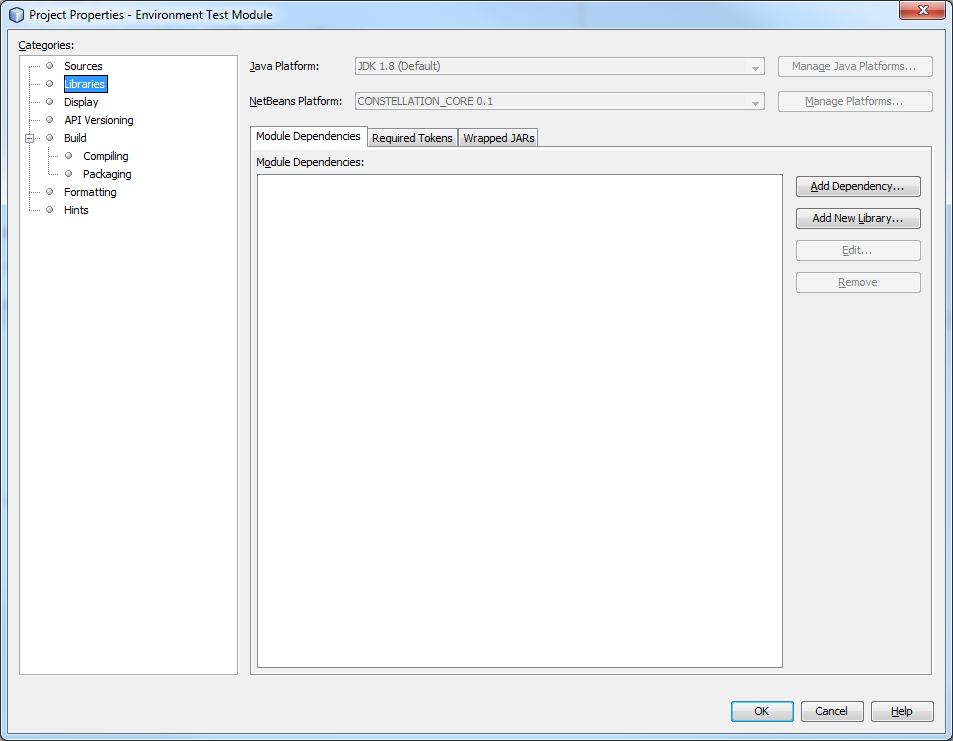 Project Properties - Environment Test Module
Categories:
Sources
Libraries
Display
API Versioning
Build
Compiling
Packaging
Formatting
Hints
Java Platform: JDK 1.8 (Default) Manage Java Platforms...
NetBeans Platform: CONSTELLATION_CORE 0.1 Manage Platforms...
Module Dependencies Required Tokens Wrapped JARs
Module Dependencies:
Add Dependency...
Add New Library...
Edit...
Remove
OK Cancel Help